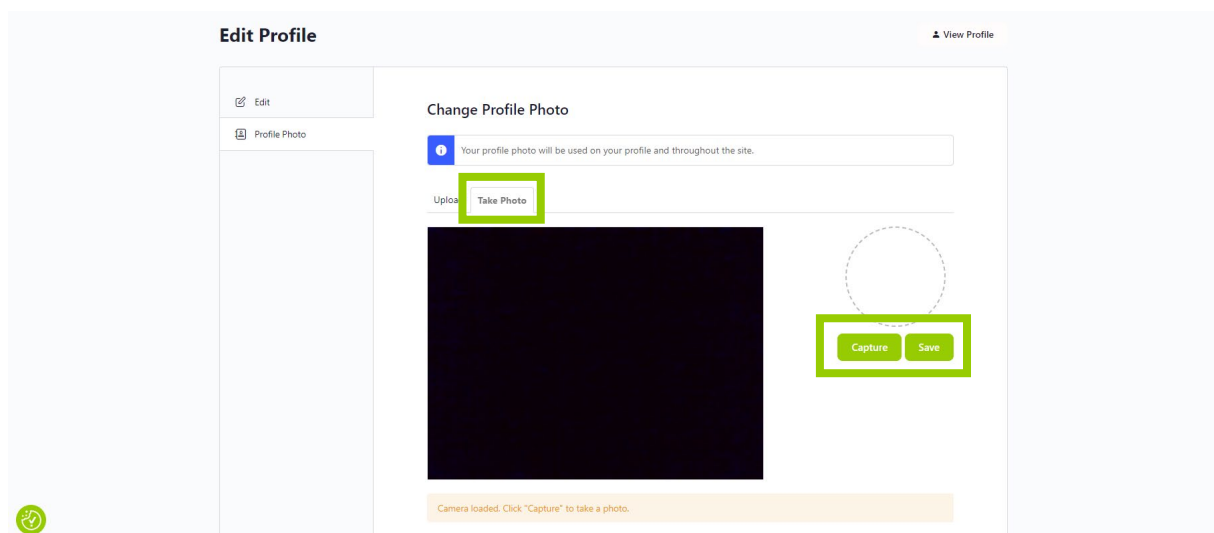 Edit Profile
View Profile
Edit
Profile Photo
Change Profile Photo
Your profile photo will be used on your profile and throughout the site.
Take Photo
Capture Save
Camera loaded. Click "Capture" to take a photo.